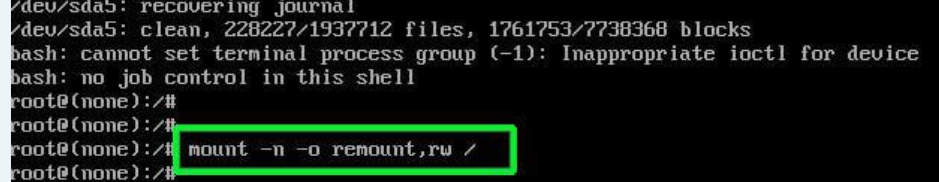 /dev/sda5: recovering journal
/dev/sda5: clean, 228227/1937712 files, 1761753/7738368 blocks
bash: cannot set terminal process group (-1): Inappropriate ioctl for device
bash: no job control in this shell
root@(none):/#
root@(none):/#
root@(none):/# mount -n -o remount,rw /
root@(none):/#